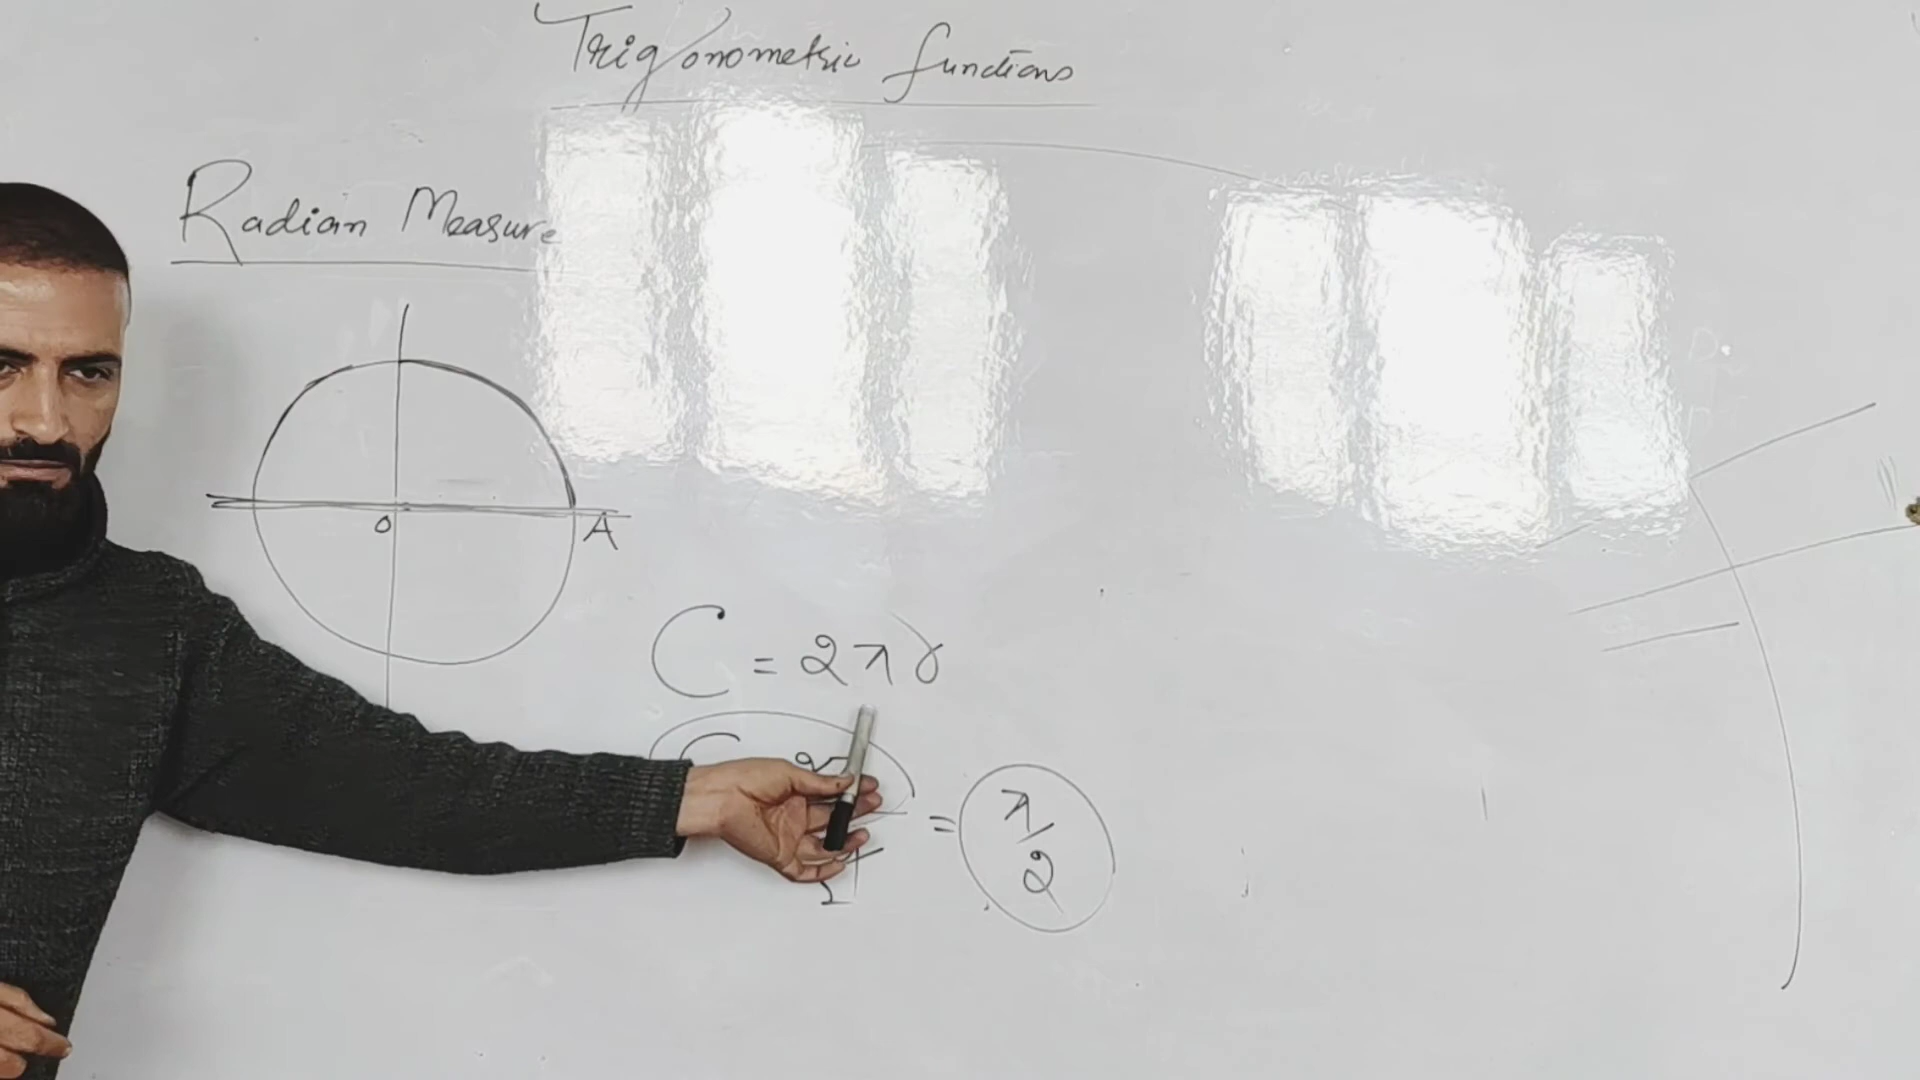 Trigonometric functions
Radian Measure
O A
C = 2πr
= π/2